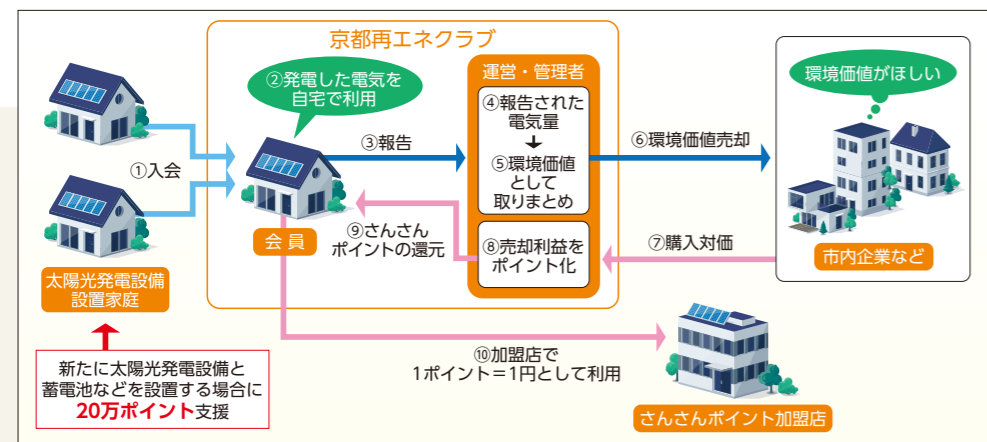 京都再エネクラブ
②発電した電気を
自宅で利用
運営・管理者
環境価値がほしい
④報告された
電気量
③報告
⑥環境価値売却
①入会
⑤環境価値
として
取りまとめ
⑨さんさん
ポイントの還元
会員
⑧売却利益を
ポイント化
⑦購入対価
市内企業など
太陽光発電設備
設置家庭
新たに太陽光発電設備と
蓄電池などを設置する場合に
20万ポイント支援
⑩加盟店で
1ポイント=1円として利用
さんさんポイント加盟店